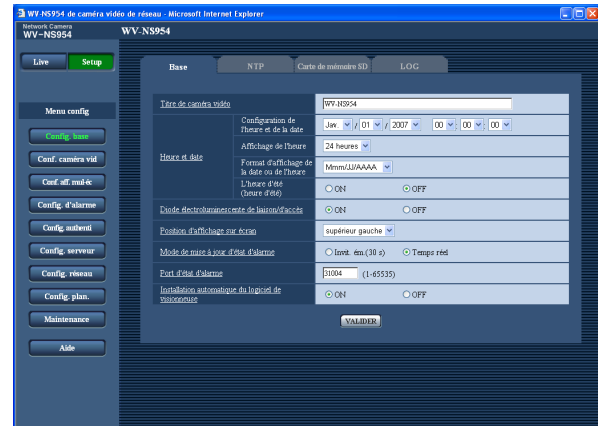 WV-NS954 de caméra vidéo de réseau - Microsoft Internet Explorer
Network Camera
WV-NS954
WV-NS954
Live Setup
Base NTP Carte de mémoire SD LOG
Menu config
Config. base
Conf. caméra vid
Conf. aff. mul-éc
Config. d'alarme
Config. authenti
Config. serveur
Config. réseau
Config. plan.
Maintenance
Aide
Titre de caméra vidéo WV-NS954
Heure et date
Configuration de l'heure et de la date Jav. / 01 / 2007 00 : 00 : 00
Affichage de l'heure 24 heures
Format d'affichage de la date ou de l'heure Mmm/JJ/AAAA
L'heure d'été (heure d'été) ON OFF
Diode électroluminescente de liaison/d'accès ON OFF
Position d'affichage sur écran supérieur gauche
Mode de mise à jour d'état d'alarme Invit. ém.(30 s) Temps réel
Port d'état d'alarme 31004 (1-65535)
Installation automatique du logiciel de visionneuse ON OFF
VALIDER